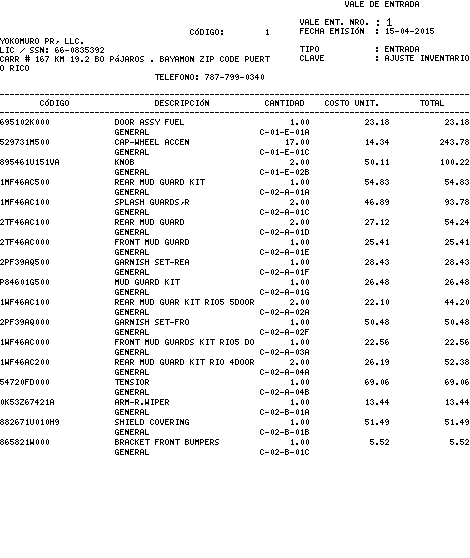 VALE DE ENTRADA
VALE ENT. NRO. : 1
CÓDIGO: 1 FECHA EMISIÓN : 15-04-2015
YOKOMURO PR, LLC.
LIC / SSN: 66-0835392 TIPO : ENTRADA
CARR # 167 KM 19.2 BO PáJAROS . BAYAMON ZIP CODE PUERT CLAVE : AJUSTE INVENTARIO
O RICO
TELEFONO: 787-799-0340
CÓDIGO DESCRIPCIÓN CANTIDAD COSTO UNIT. TOTAL
695102K000 DOOR ASSY FUEL 1.00 23.18 23.18
GENERAL C-01-E-01A
529731M500 CAP-WHEEL ACCEN 17.00 14.34 243.78
GENERAL C-01-E-01C
895461U151VA KNOB 2.00 50.11 100.22
GENERAL C-01-E-02B
1MF46AC500 REAR MUD GUARD KIT 1.00 54.83 54.83
GENERAL C-02-A-01A
1MF46AC100 SPLASH GUARDS,R 2.00 46.89 93.78
GENERAL C-02-A-01C
2TF46AC100 REAR MUD GUARD 2.00 27.12 54.24
GENERAL C-02-A-01D
2TF46AC000 FRONT MUD GUARD 1.00 25.41 25.41
GENERAL C-02-A-01E
2PF39AQ500 GARNISH SET-REA 1.00 28.43 28.43
GENERAL C-02-A-01F
P84601G500 MUD GUARD KIT 1.00 26.48 26.48
GENERAL C-02-A-01G
1WF46AC100 REAR MUD GUAR KIT RIO5 5DOOR 2.00 22.10 44.20
GENERAL C-02-A-02A
2PF39AQ000 GARNISH SET-FRO 1.00 50.48 50.48
GENERAL C-02-A-02F
1WF46AC000 FRONT MUD GUARDS KIT RIO5 DO 1.00 22.56 22.56
GENERAL C-02-A-03A
1WF46AC200 REAR MUD GUARD KIT RIO 4DOOR 2.00 26.19 52.38
GENERAL C-02-A-04A
54720FD000 TENSIOR 1.00 69.06 69.06
GENERAL C-02-A-04B
0K53Z67421A ARM-R.WIPER 1.00 13.44 13.44
GENERAL C-02-B-01A
882671U010H9 SHIELD COVERING 1.00 51.49 51.49
GENERAL C-02-B-01B
865821W000 BRACKET FRONT BUMPERS 1.00 5.52 5.52
GENERAL C-02-B-01C